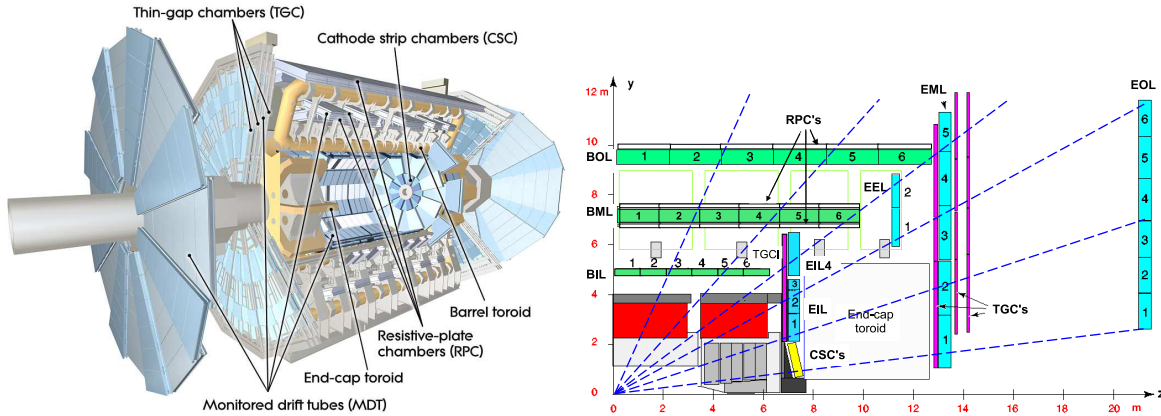 Thin-gap chambers (TGC)
Cathode strip chambers (CSC)
Barrel toroid
Resistive-plate
chambers (RPC)
End-cap toroid
Monitored drift tubes (MDT)
y
12 m
EOL
EML
6
RPC's
5
5
10
BOL
1 2 3 4 5 6
EEL
4
4
8
2
BML
1 2 3 4 5 6
1
3
6
TGCI
1 2 3 4 5 6
EIL4
BIL
2
2
4
3
2
EIL
End-cap
toroid
TGC's
1
1
1
2
CSC's
0
z
0 2 4 6 8 10 12 14 16 18 20 m